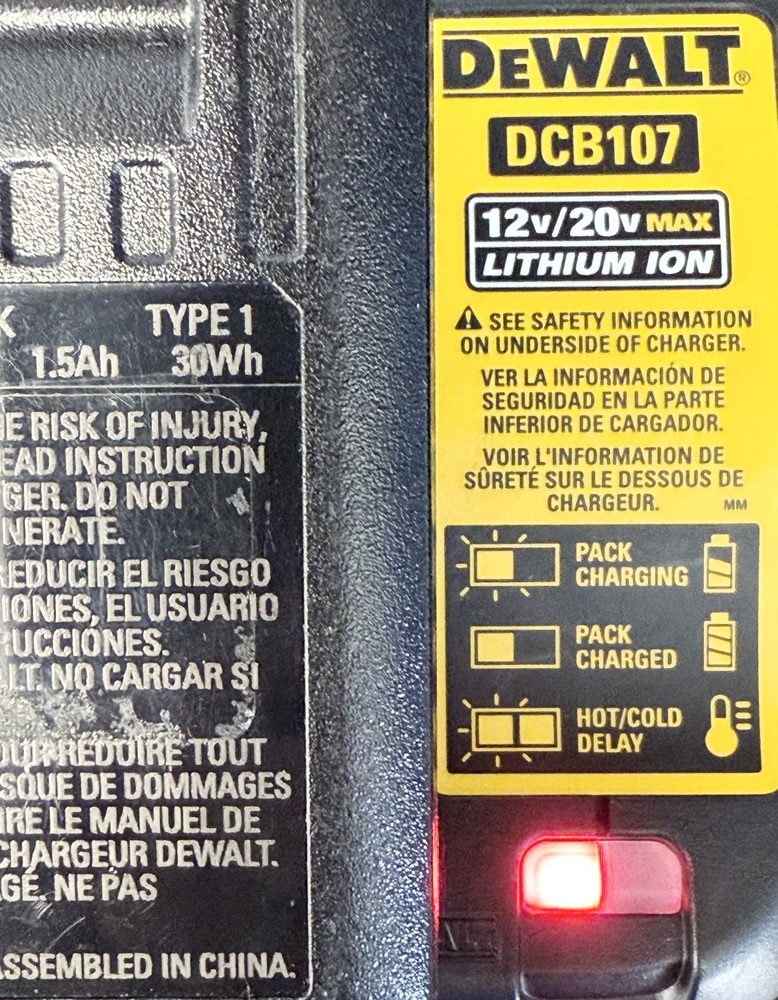 K TYPE 1
1.5Ah 30Wh
E RISK OF INJURY,
EAD INSTRUCTION
GER. DO NOT
NERATE.
REDUCIR EL RIESGO
IONES, EL USUARIO
RUCCIONES.
LT. NO CARGAR SI
OUR REDUIRE TOUT
SQUE DE DOMMAGES
IRE LE MANUEL DE
CHARGEUR DEWALT.
GÉ. NE PAS
ASSEMBLED IN CHINA.
DEWALT®
DCB107
12v/20v MAX
LITHIUM ION
SEE SAFETY INFORMATION
ON UNDERSIDE OF CHARGER.
VER LA INFORMACIÓN DE
SEGURIDAD EN LA PARTE
INFERIOR DE CARGADOR.
VOIR L'INFORMATION DE
SÛRETÉ SUR LE DESSOUS DE
CHARGEUR. MM
PACK
CHARGING
PACK
CHARGED
HOT/COLD
DELAY